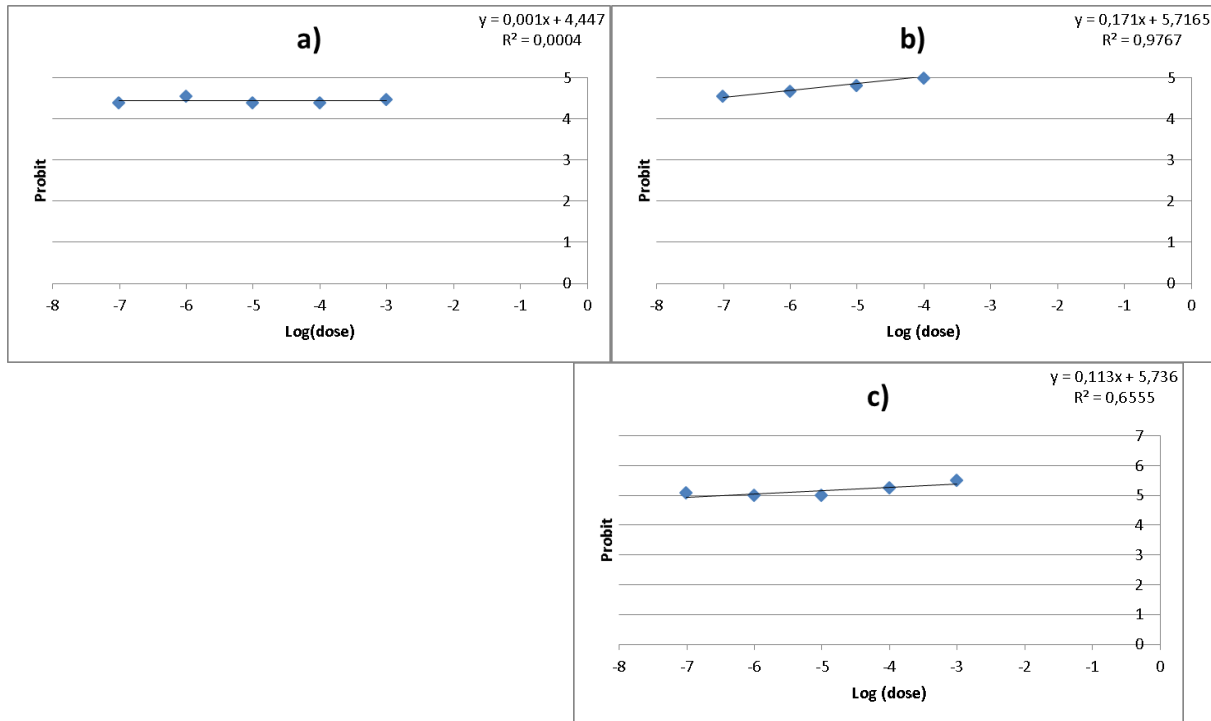 y = 0,001x + 4,447
R² = 0,0004
a)
5
4
3
2
1
0
Probit
-8 -7 -6 -5 -4 -3 -2 -1 0
Log(dose)
y = 0,171x + 5,7165
R² = 0,9767
b)
5
4
3
2
1
0
Probit
-8 -7 -6 -5 -4 -3 -2 -1 0
Log (dose)
y = 0,113x + 5,736
R² = 0,6555
c)
7
6
5
4
3
2
1
0
Probit
-8 -7 -6 -5 -4 -3 -2 -1 0
Log (dose)